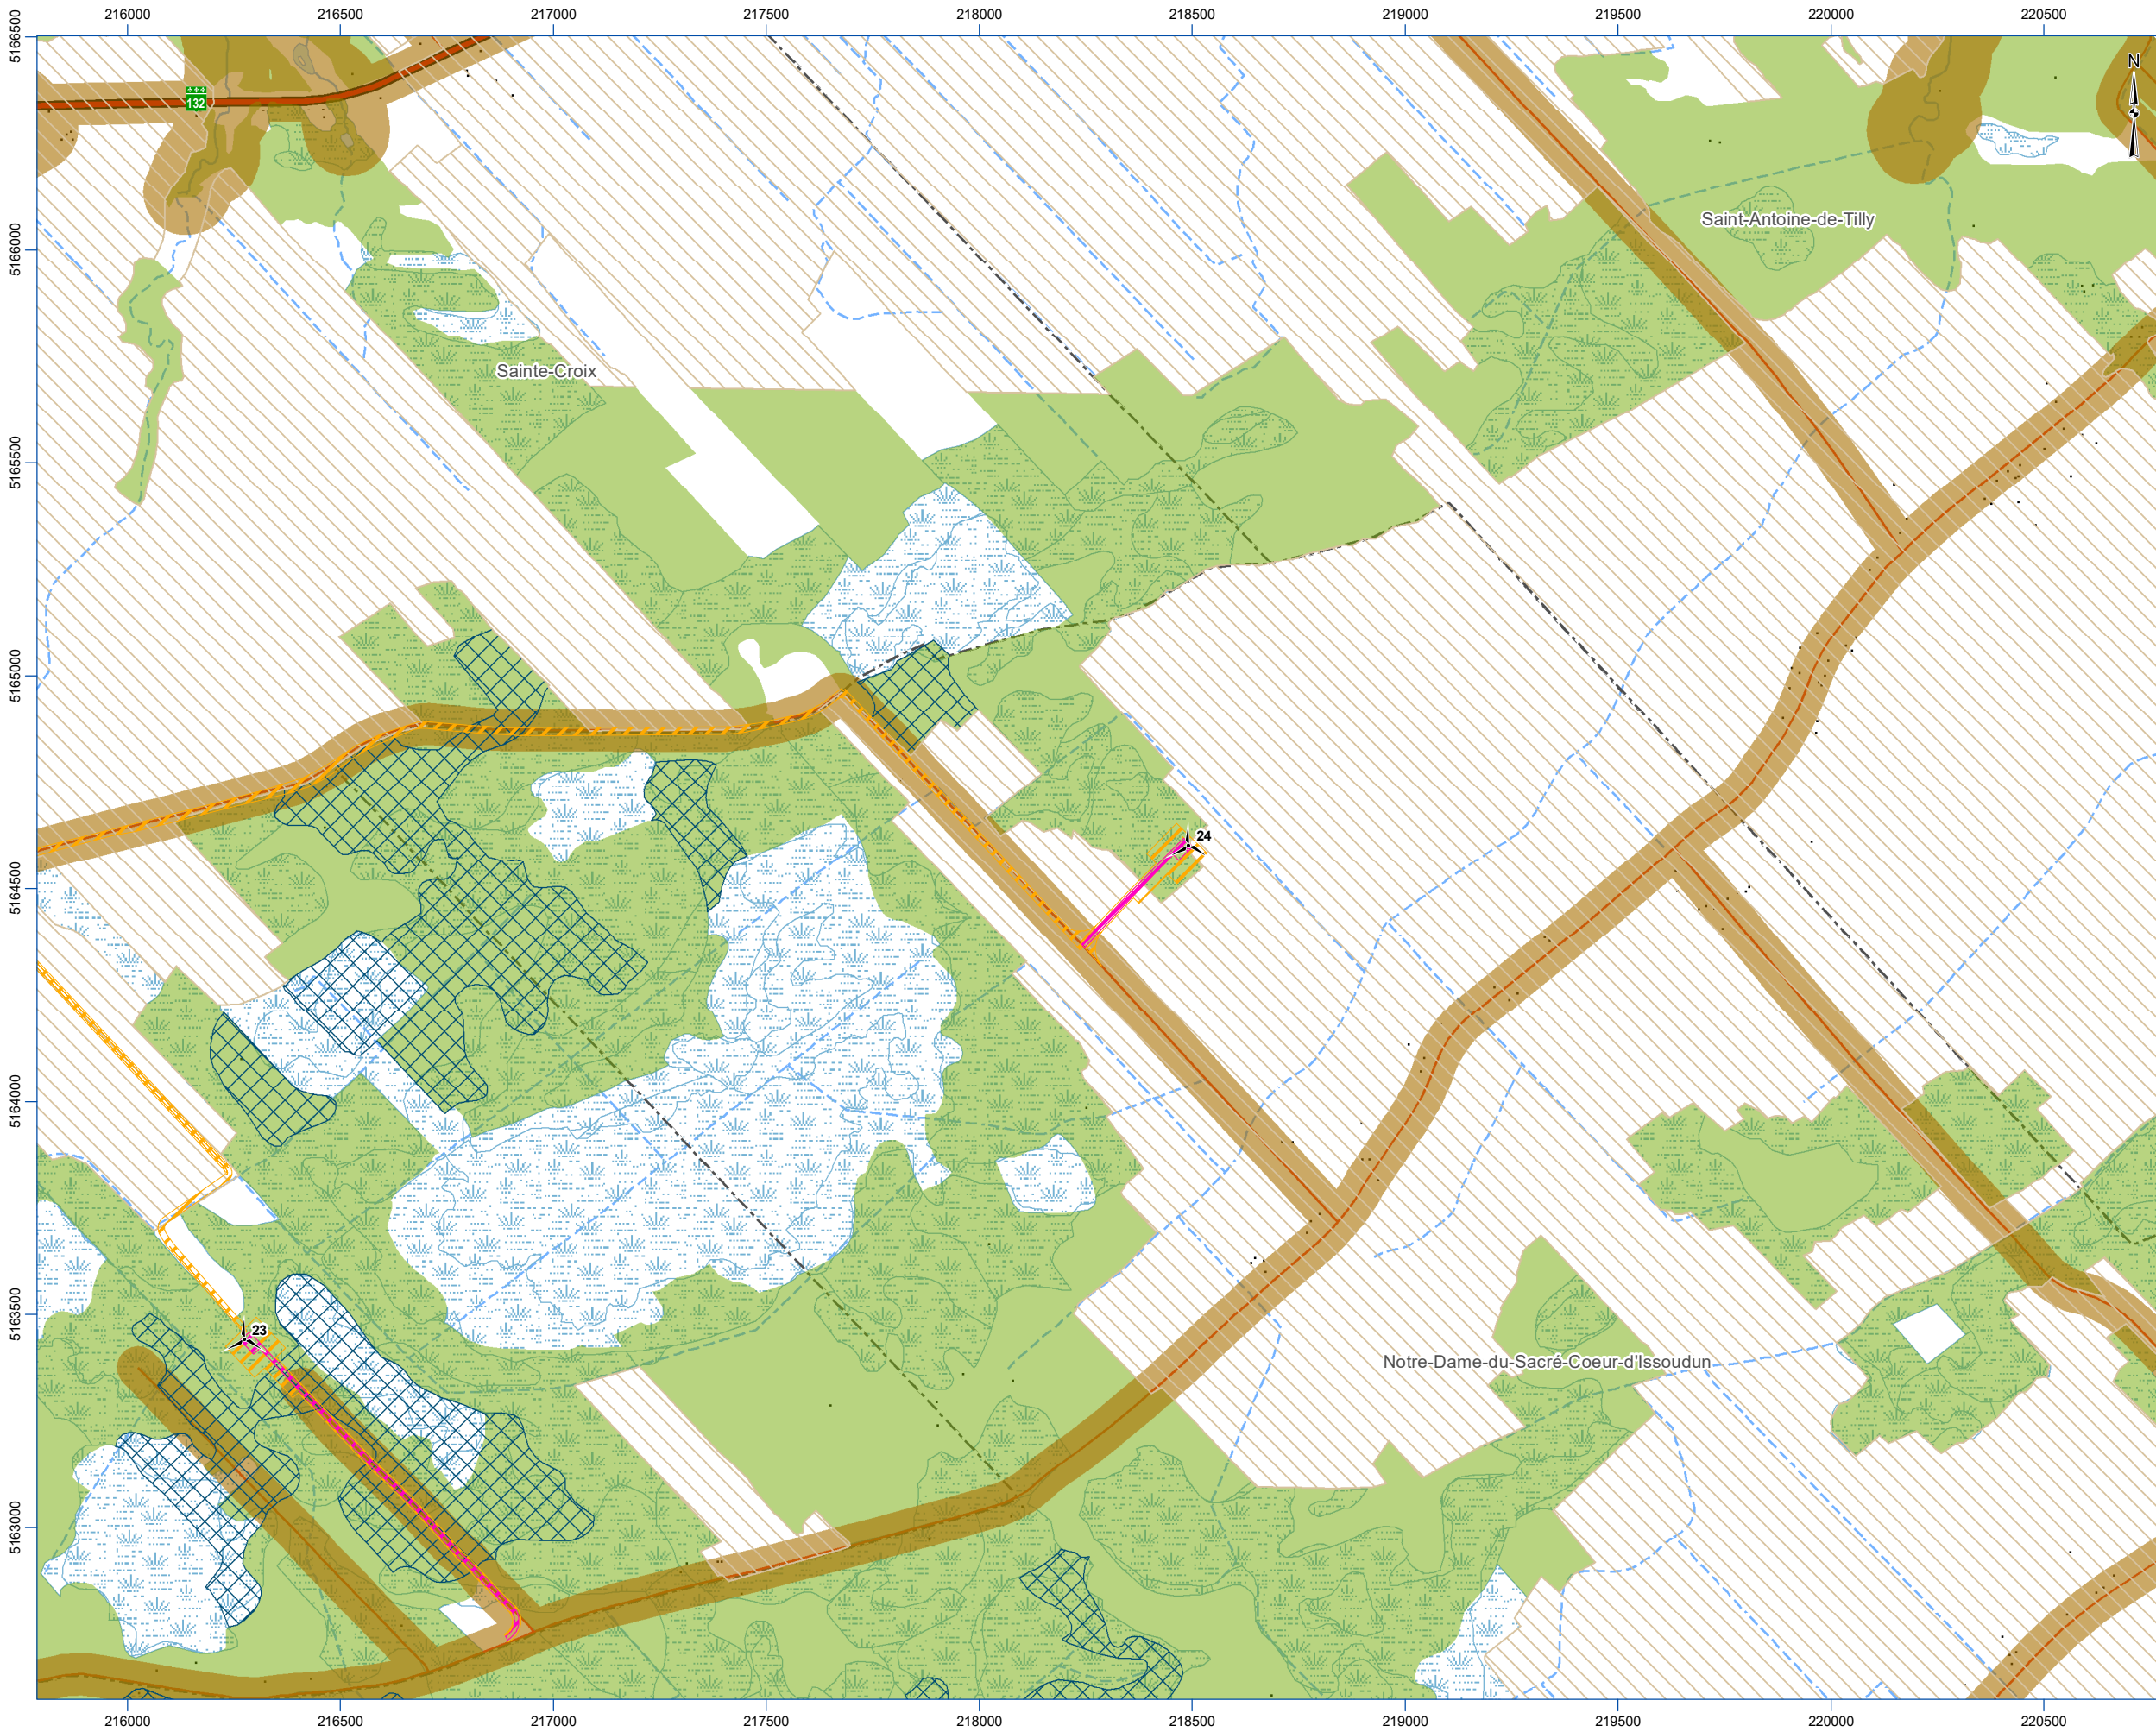 216000 216500 217000 217500 218000 218500 219000 219500 220000 220500
5166500
N
132
Saint-Antoine-de-Tilly
5166000
Sainte-Croix
5165500
5165000
24
5164500
5164000
5163500
23
Notre-Dame-du-Sacré-Coeur-d'Issoudun
5163000
216000 216500 217000 217500 218000 218500 219000 219500 220000 220500